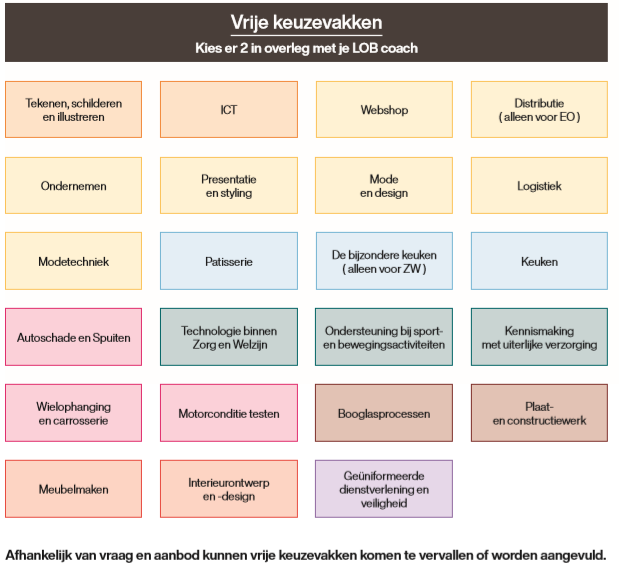 Vrije keuzevakken
Kies er 2 in overleg met je LOB coach
Tekenen, schilderen
en illustreren
ICT
Webshop
Distributie
( alleen voor EO )
Ondernemen
Presentatie
en styling
Mode
en design
Logistiek
Modetechniek
Patisserie
De bijzondere keuken
( alleen voor ZW )
Keuken
Autoschade en Spuiten
Technologie binnen
Zorg en Welzijn
Ondersteuning bij sport-
en bewegingsactiviteiten
Kennismaking
met uiterlijke verzorging
Wielophanging
en carrosserie
Motorconditie testen
Booglasprocessen
Plaat-
en constructiewerk
Meubelmaken
Interieurontwerp
en -design
Geüniformeerde
dienstverlening en
veiligheid
Afhankelijk van vraag en aanbod kunnen vrije keuzevakken komen te vervallen of worden aangevuld.